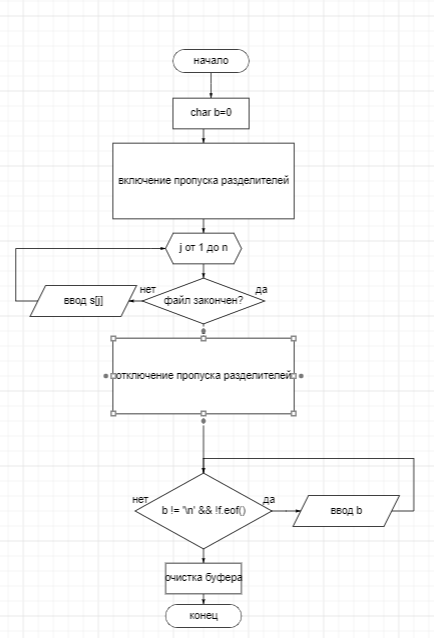 начало
char b=0
включение пропуска разделителей
j от 1 до n
нет
да
ввод s[j]
файл закончен?
отключение пропуска разделителей
нет
да
b != '\n' && !f.eof()
ввод b
очистка буфера
конец